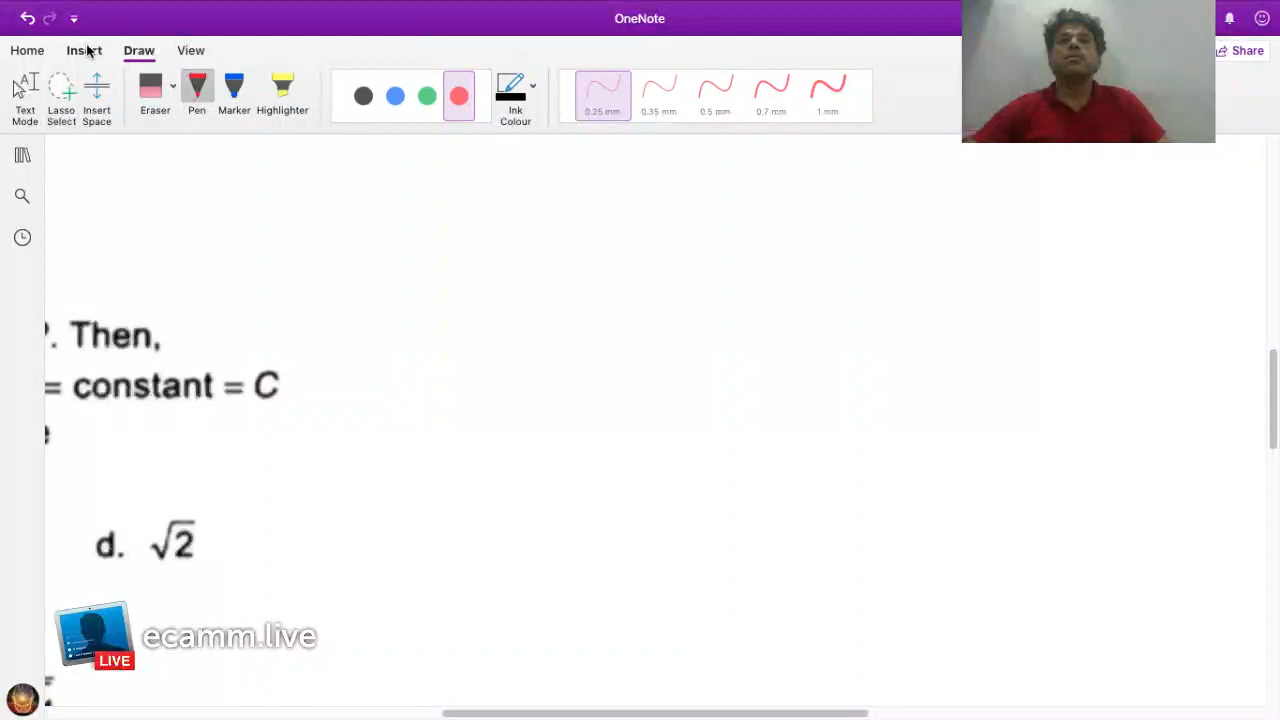 OneNote
Home Insert Draw View Share
Text Mode
Lasso Select
Insert Space
Eraser
Pen
Marker
Highlighter
Ink Colour
0.25 mm 0.35 mm 0.5 mm 0.7 mm 1 mm
. Then,
= constant = C
d. √2
ecamm.live
LIVE